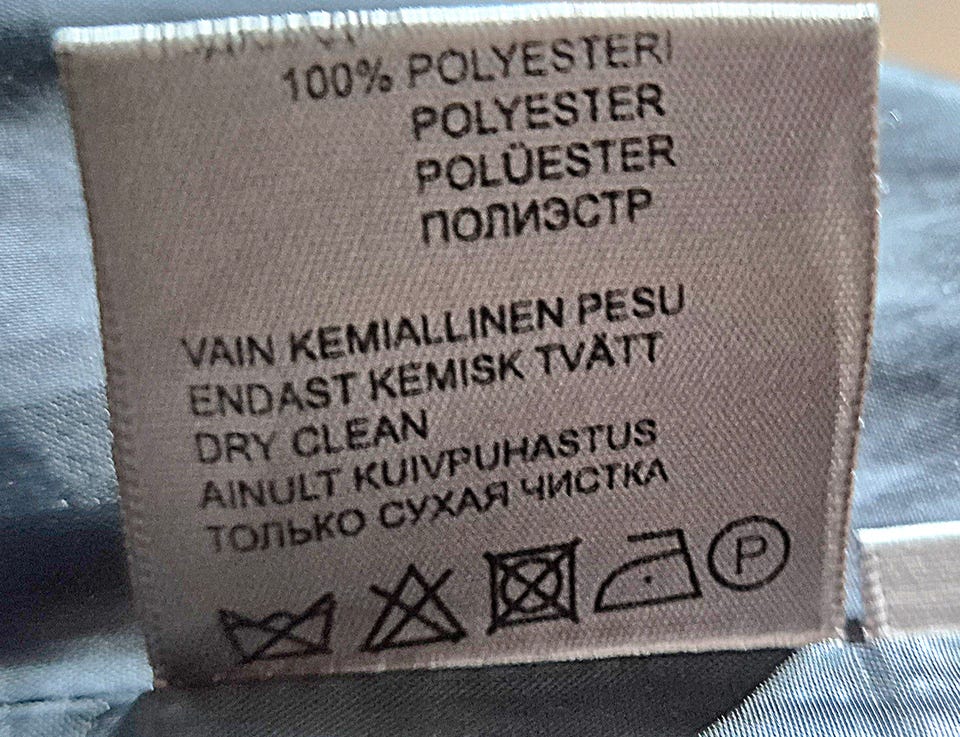 100% POLYESTERI
POLYESTER
POLÜESTER
ПОЛИЭСТР
VAIN KEMIALLINEN PESU
ENDAST KEMISK TVÄTT
DRY CLEAN
AINULT KUIVPUHASTUS
ТОЛЬКО СУХАЯ ЧИСТКА
P